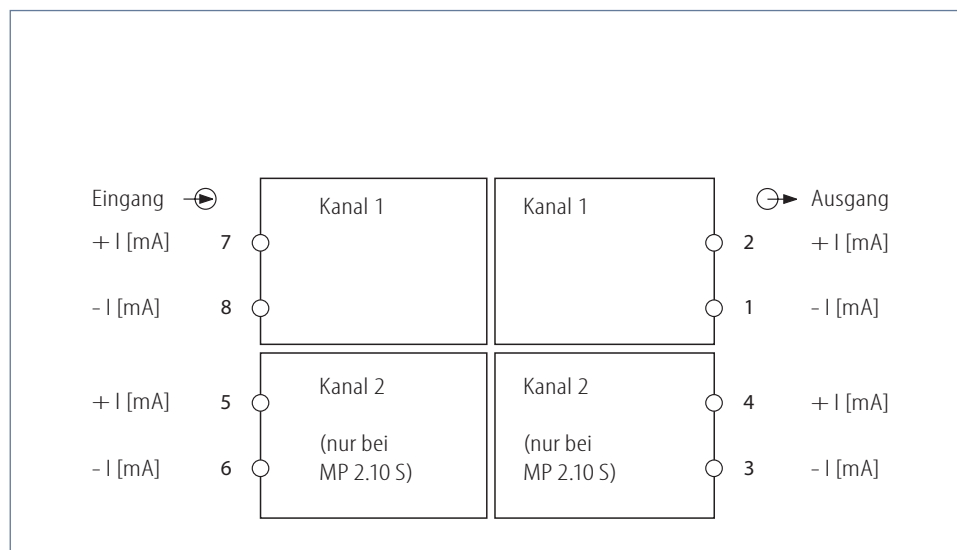 Eingang Kanal 1 Kanal 1 Ausgang
+ I [mA] 7 2 + I [mA]
- I [mA] 8 1 - I [mA]
Kanal 2 Kanal 2
+ I [mA] 5 4 + I [mA]
(nur bei (nur bei
- I [mA] 6 MP 2.10 S) MP 2.10 S) 3 - I [mA]